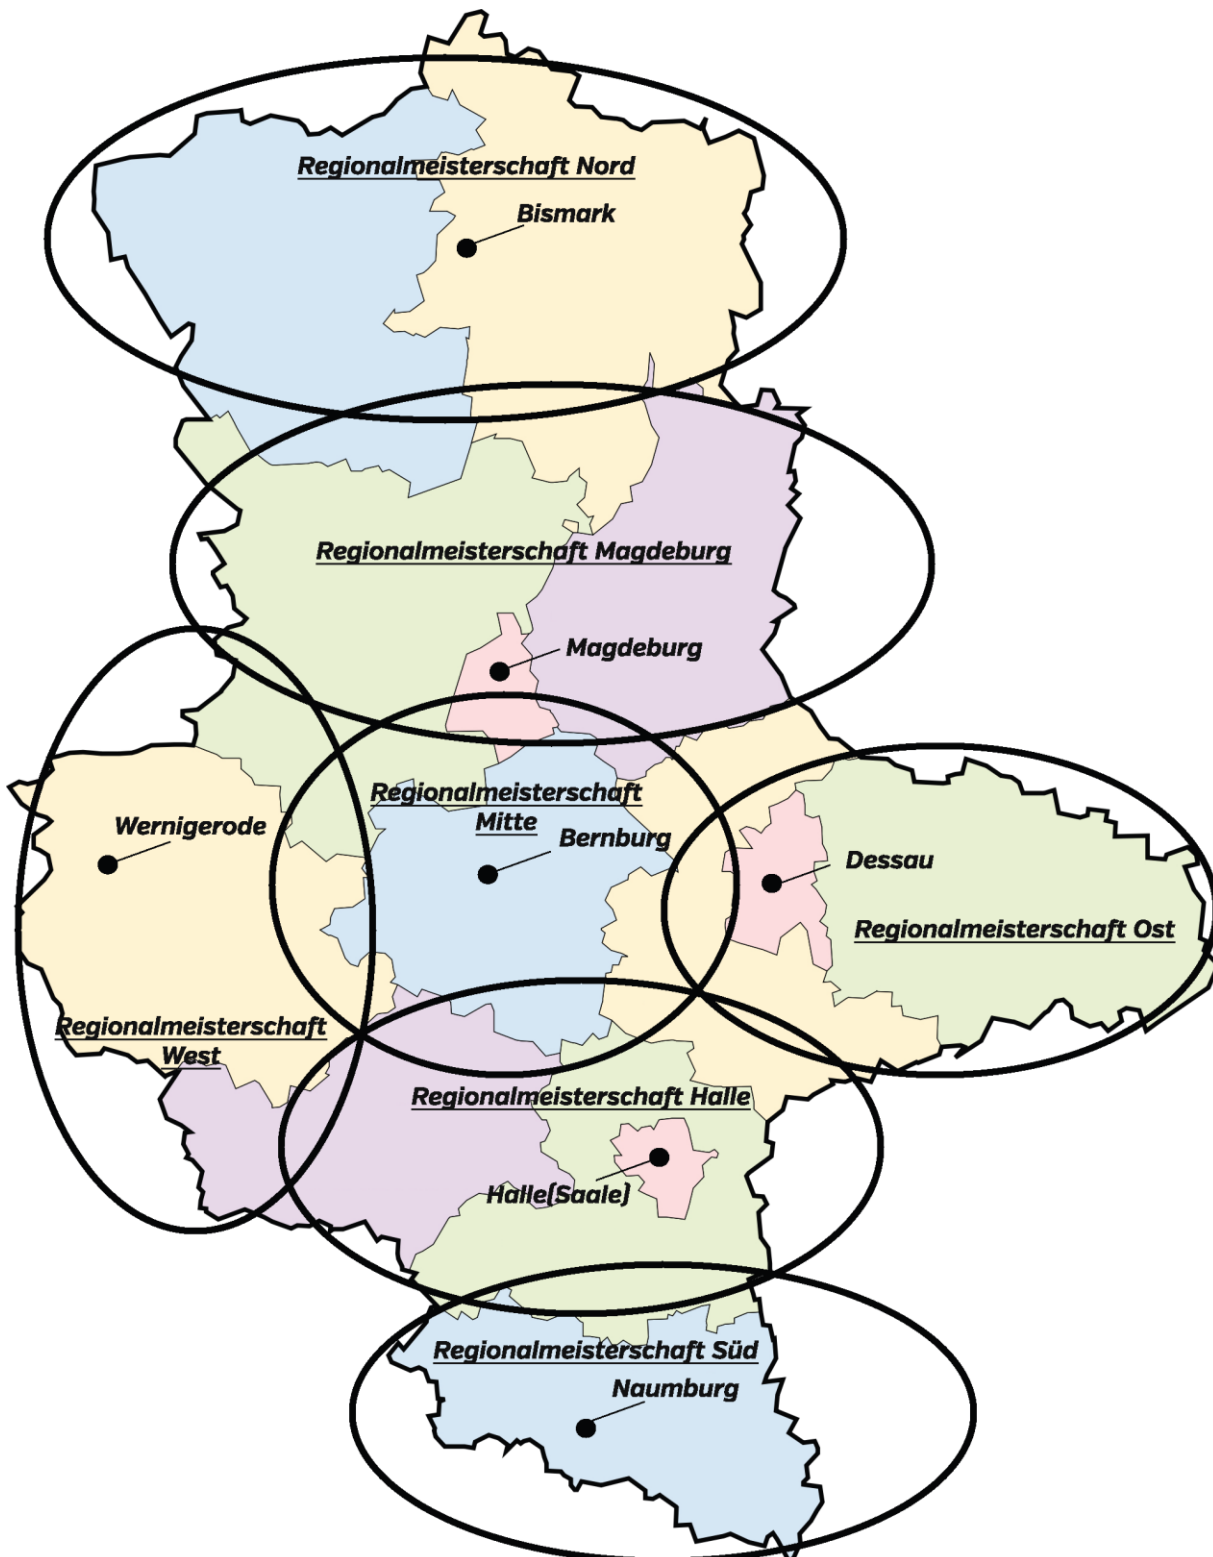 Regionalmeisterschaft Nord
Bismark
Regionalmeisterschaft Magdeburg
Magdeburg
Regionalmeisterschaft
Mitte
Wernigerode
Bernburg
Dessau
Regionalmeisterschaft Ost
Regionalmeisterschaft
West
Regionalmeisterschaft Halle
Halle(Saale)
Regionalmeisterschaft Süd
Naumburg